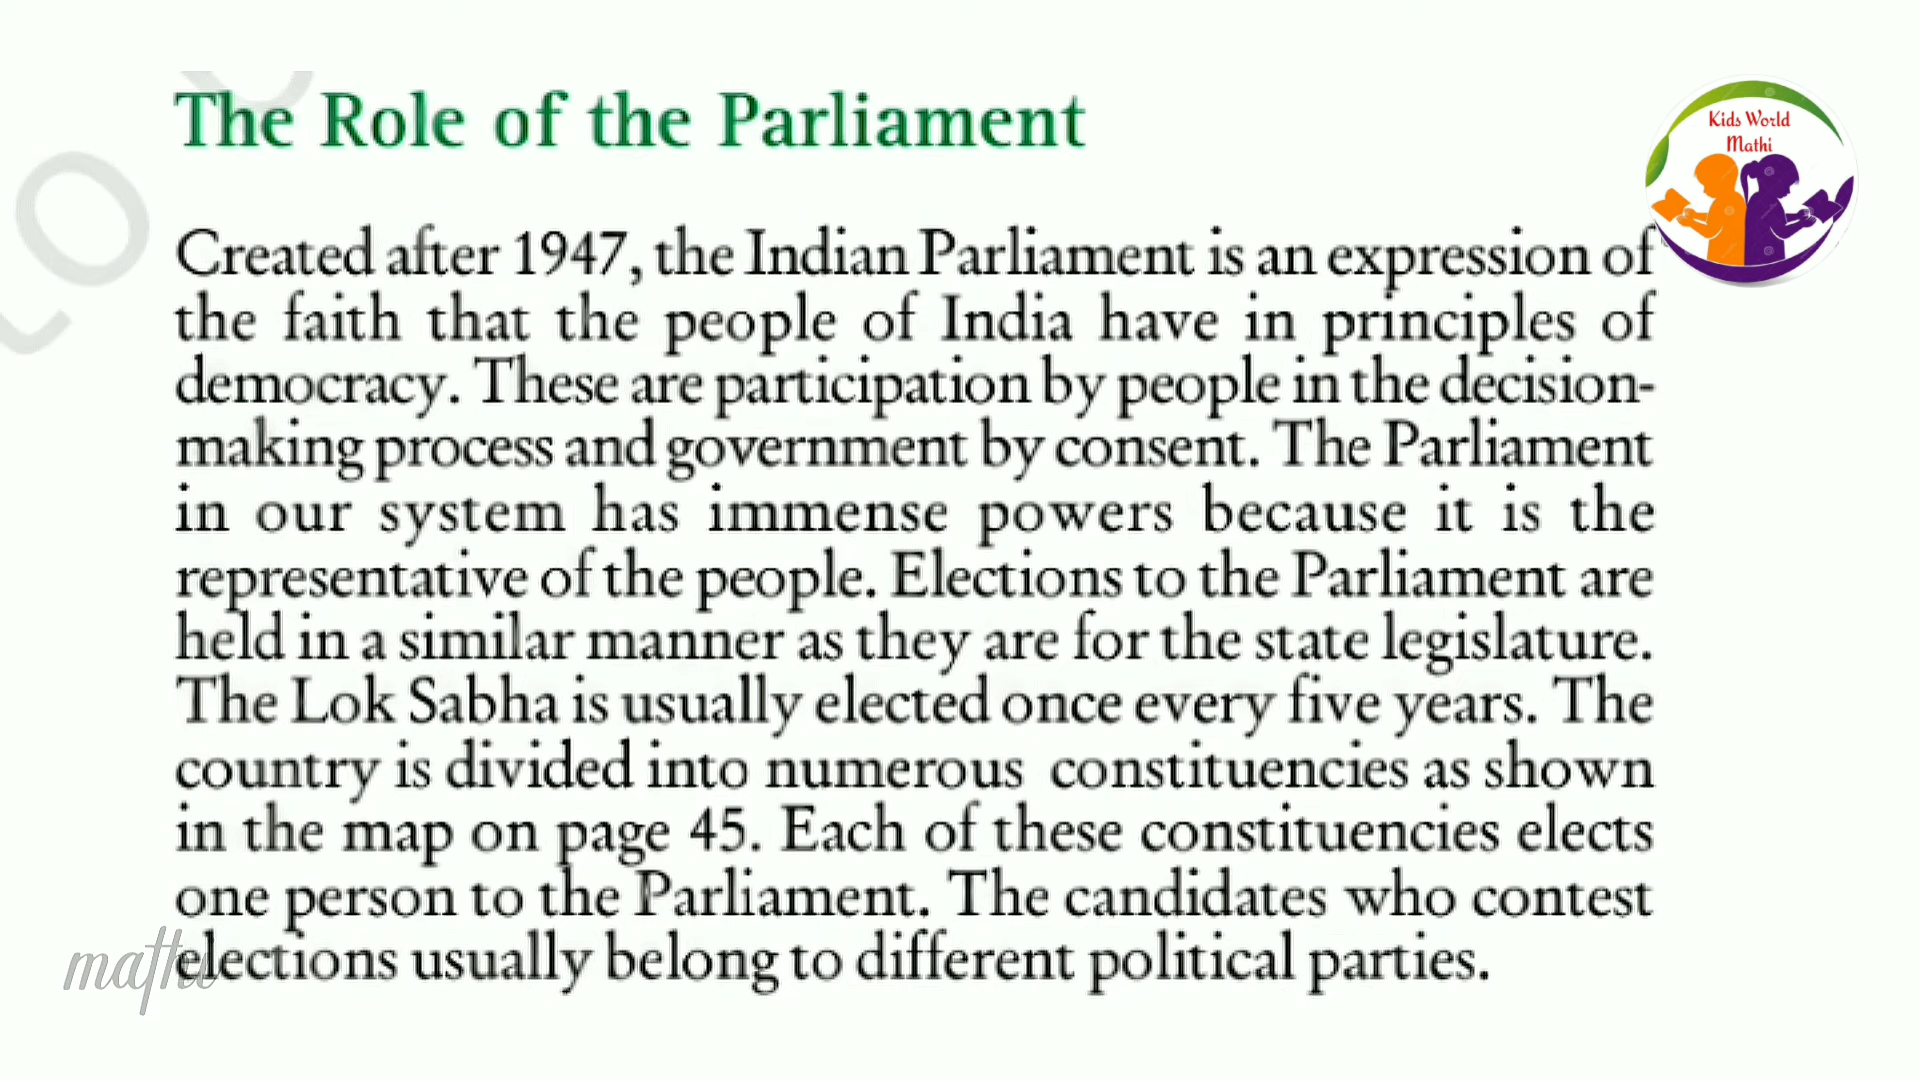 The Role of the Parliament
Kids World
Mathi
Created after 1947, the Indian Parliament is an expression of
the faith that the people of India have in principles of
democracy. These are participation by people in the decision-
making process and government by consent. The Parliament
in our system has immense powers because it is the
representative of the people. Elections to the Parliament are
held in a similar manner as they are for the state legislature.
The Lok Sabha is usually elected once every five years. The
country is divided into numerous constituencies as shown
in the map on page 45. Each of these constituencies elects
one person to the Parliament. The candidates who contest
elections usually belong to different political parties.
mathi